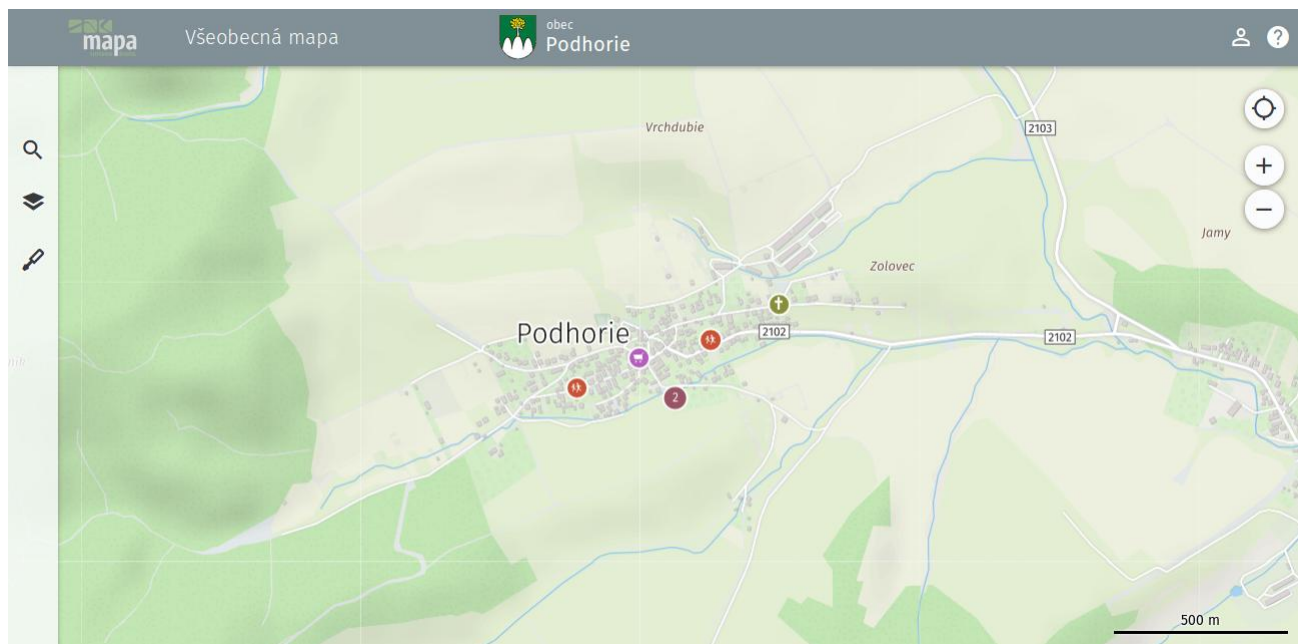 mapa
Všeobecná mapa
obec
Podhorie
?
Vrchdubie
2103
Jamy
Zolovec
Podhorie
2102
2102
2
500 m